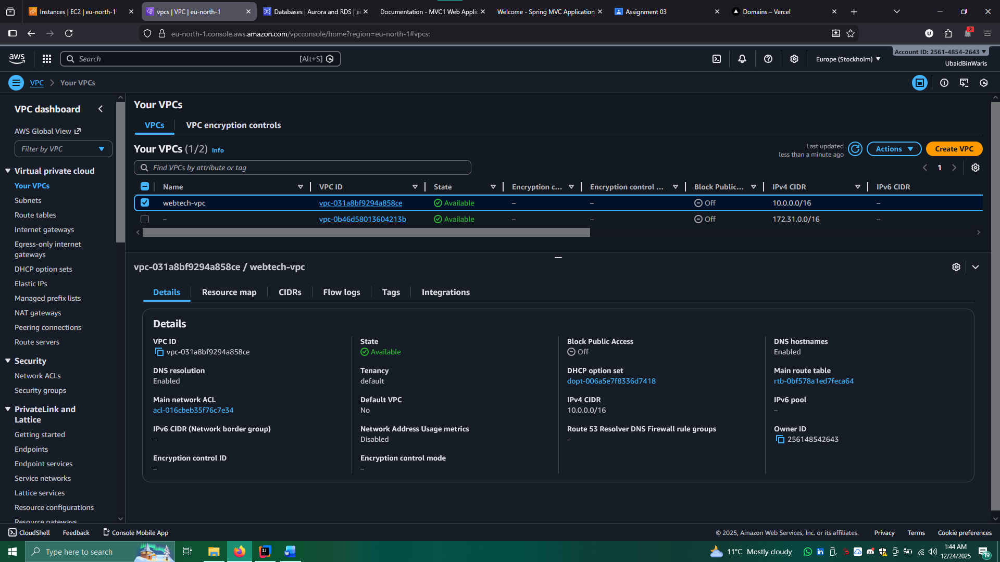 Instances | EC2 | eu-north-1
vpcs | VPC | eu-north-1
Databases | Aurora and RDS | eu
Documentation - MVC1 Web Applic
Welcome - Spring MVC Application
Assignment 03
Domains – Vercel
eu-north-1.console.aws.amazon.com/vpcconsole/home?region=eu-north-1#vpcs:
U
2
aws
Search
[Alt+S]
Europe (Stockholm)
Account ID: 2561-4854-2643
UbaidBinWaris
VPC
Your VPCs
VPC dashboard
AWS Global View
Filter by VPC
Virtual private cloud
Your VPCs
Subnets
Route tables
Internet gateways
Egress-only internet
gateways
DHCP option sets
Elastic IPs
Managed prefix lists
NAT gateways
Peering connections
Route servers
Security
Network ACLs
Security groups
PrivateLink and
Lattice
Getting started
Endpoints
Endpoint services
Service networks
Lattice services
Resource configurations
Resource gateways
Your VPCs
VPCs
VPC encryption controls
Your VPCs (1/2) Info
Last updated
less than a minute ago
Actions
Create VPC
Find VPCs by attribute or tag
1
Name VPC ID State Encryption c... Encryption control ... Block Public... IPv4 CIDR IPv6 CIDR
webtech-vpc vpc-031a8bf9294a858ce Available – – Off 10.0.0.0/16 –
– vpc-0b46d58013604213b Available – – Off 172.31.0.0/16 –
vpc-031a8bf9294a858ce / webtech-vpc
Details
Resource map
CIDRs
Flow logs
Tags
Integrations
Details
VPC ID
vpc-031a8bf9294a858ce
State
Available
Block Public Access
Off
DNS hostnames
Enabled
DNS resolution
Enabled
Tenancy
default
DHCP option set
dopt-006a5e7f8336d7418
Main route table
rtb-0bf578a1ed7feca64
Main network ACL
acl-016cbeb35f76c7e34
Default VPC
No
IPv4 CIDR
10.0.0.0/16
IPv6 pool
–
IPv6 CIDR (Network border group)
–
Network Address Usage metrics
Disabled
Route 53 Resolver DNS Firewall rule groups
–
Owner ID
256148542643
Encryption control ID
–
Encryption control mode
–
CloudShell
Feedback
Console Mobile App
© 2025, Amazon Web Services, Inc. or its affiliates.
Privacy
Terms
Cookie preferences
Type here to search
11°C Mostly cloudy
1:44 AM
12/24/2025
19